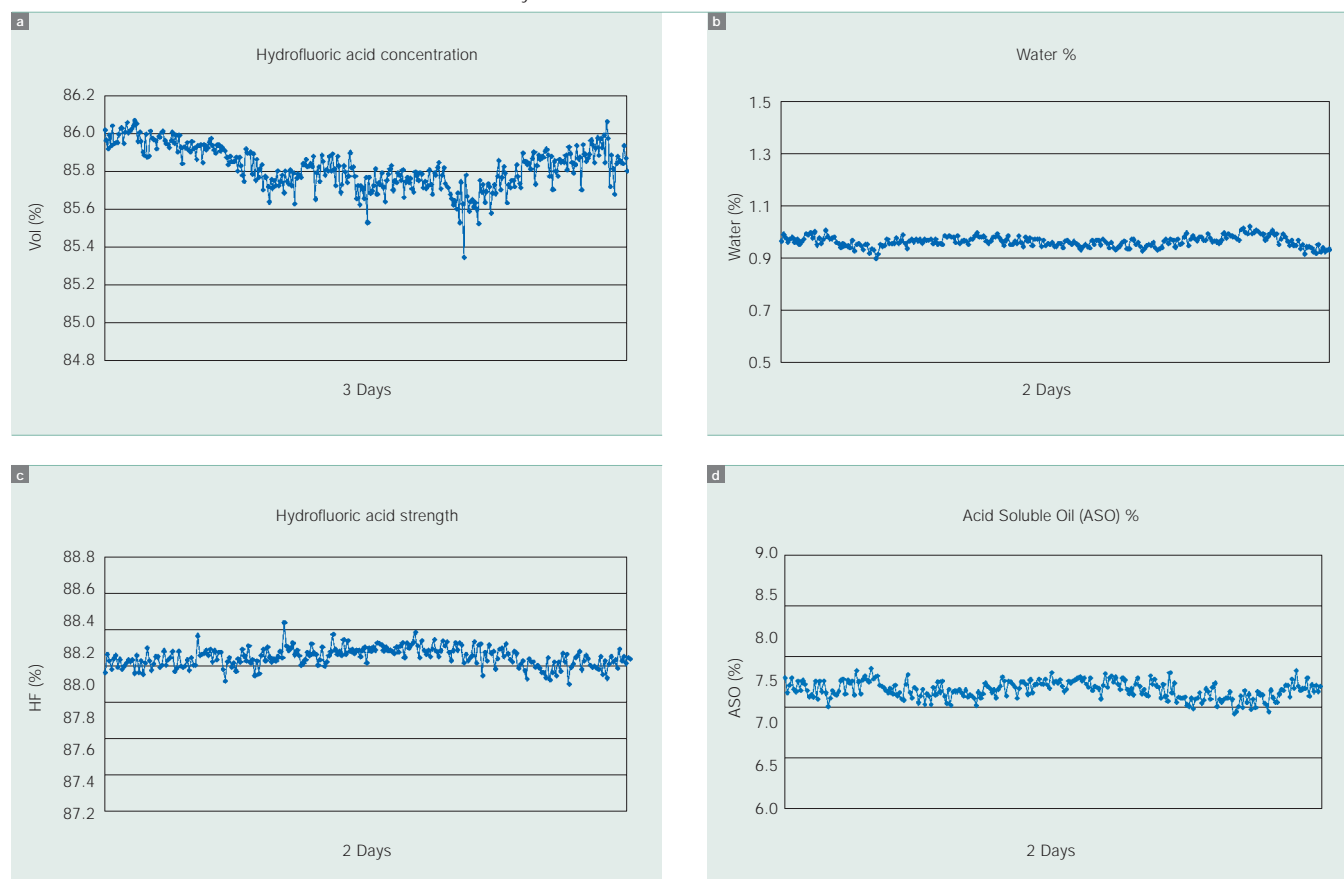 a
Hydrofluoric acid concentration
86.2
86.0
85.8
85.6
85.4
85.2
85.0
84.8
Vol (%)
3 Days
b
Water %
1.5
1.3
1.1
0.9
0.7
0.5
Water (%)
2 Days
c
Hydrofluoric acid strength
88.8
88.6
88.4
88.2
88.0
87.8
87.6
87.4
87.2
HF (%)
2 Days
d
Acid Soluble Oil (ASO) %
9.0
8.5
8.0
7.5
7.0
6.5
6.0
ASO (%)
2 Days